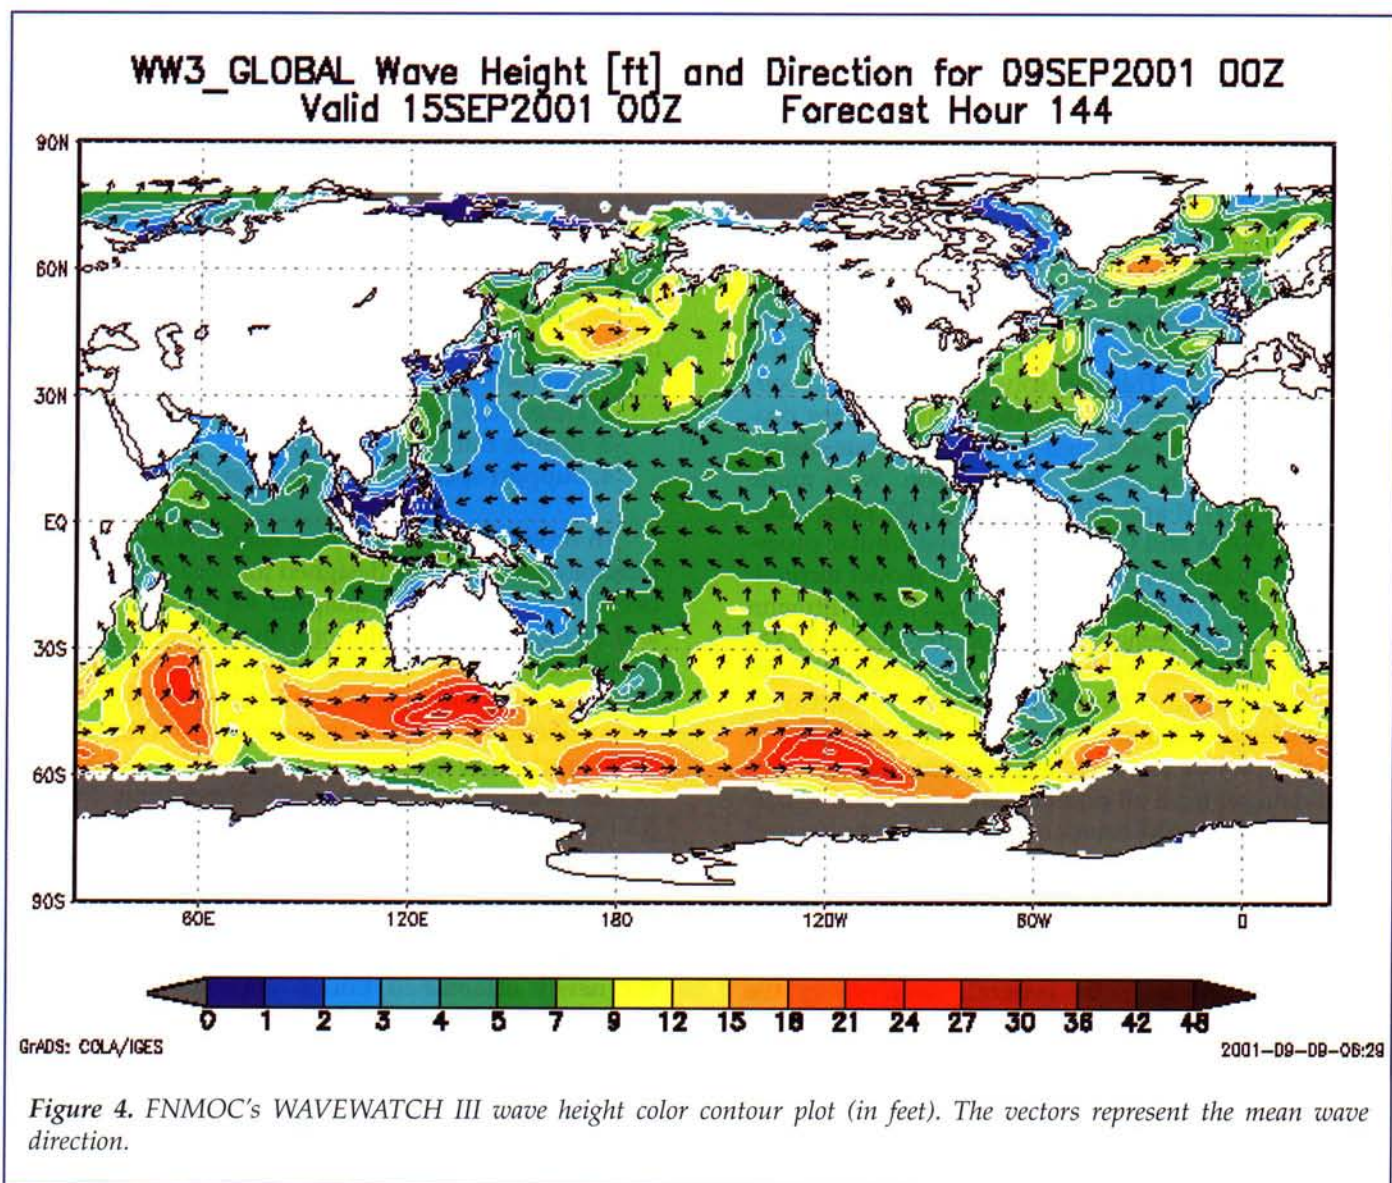 WW3_GLOBAL Wave Height [ft] and Direction for 09SEP2001 00Z
Valid 15SEP2001 00Z Forecast Hour 144
90N
60N
30N
EQ
30S
60S
90S
60E 120E 180 120W 60W 0
0 1 2 3 4 5 7 9 12 15 18 21 24 27 30 36 42 48
GrADS: COLA/IGES 2001-09-09-06:29
Figure 4. FNMOC's WAVEWATCH III wave height color contour plot (in feet). The vectors represent the mean wave
direction.